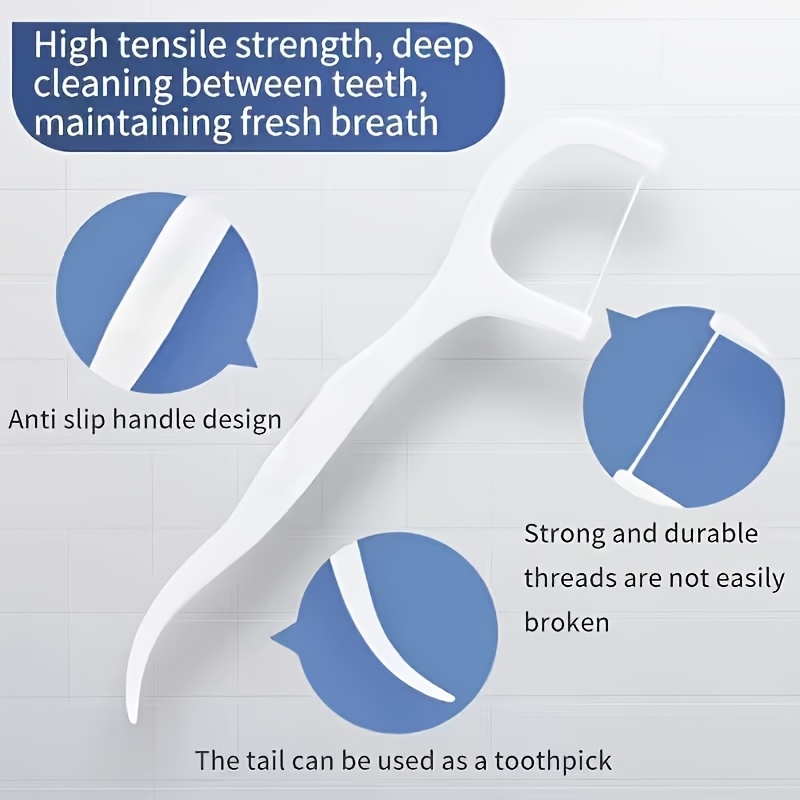 High tensile strength, deep
cleaning between teeth,
maintaining fresh breath
Anti slip handle design
Strong and durable
threads are not easily
broken
The tail can be used as a toothpick